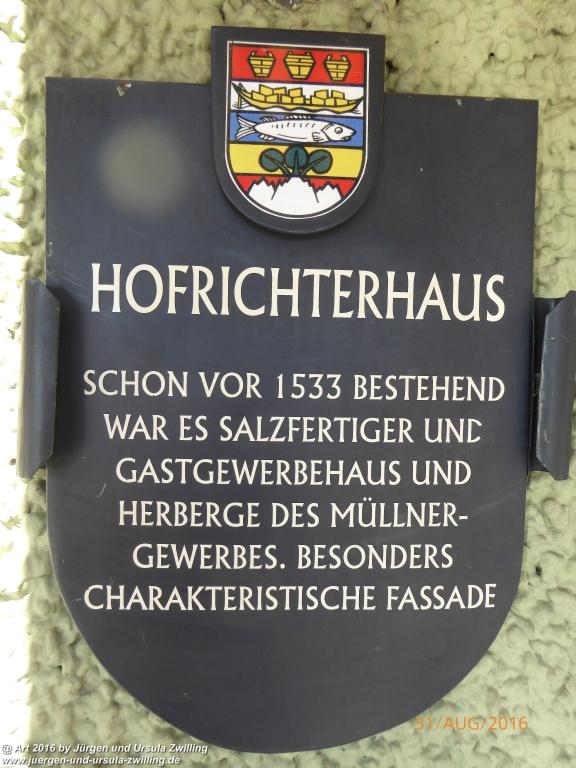 HOFRICHTERHAUS
SCHON VOR 1533 BESTEHEND
WAR ES SALZFERTIGER UND
GASTGEWERBEHAUS UND
HERBERGE DES MÜLLNER-
GEWERBES. BESONDERS
CHARAKTERISTISCHE FASSADE
31/AUG/2016
@ Art 2016 by Jürgen und Ursula Zwilling
www.juergen-und-ursula-zwilling.de